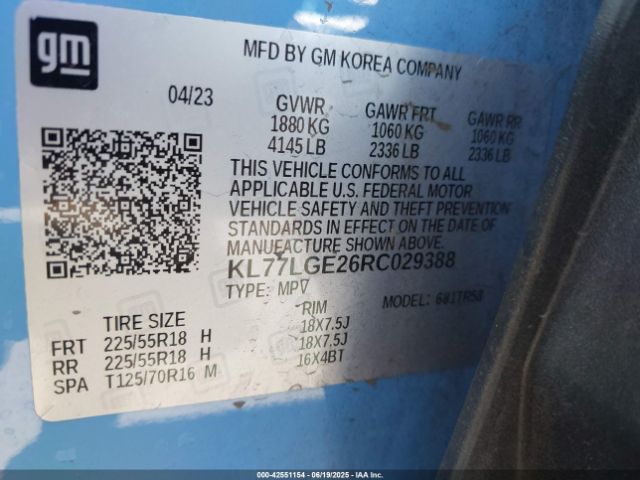 gm
MFD BY GM KOREA COMPANY
04/23
GVWR GAWR FRT GAWR RR
1880 KG 1060 KG 1060 KG
4145 LB 2336 LB 2336 LB
THIS VEHICLE CONFORMS TO ALL
APPLICABLE U.S. FEDERAL MOTOR
VEHICLE SAFETY AND THEFT PREVENTION
STANDARDS IN EFFECT ON THE DATE OF
MANUFACTURE SHOWN ABOVE.
KL77LGE26RC029388
TYPE: MPV MODEL: 6U1TR58
TIRE SIZE RIM
FRT 225/55R18 H 18X7.5J
RR 225/55R18 H 18X7.5J
SPA T125/70R16 M 16X4BT
000-42551154 - 06/19/2025 - IAAI.COM